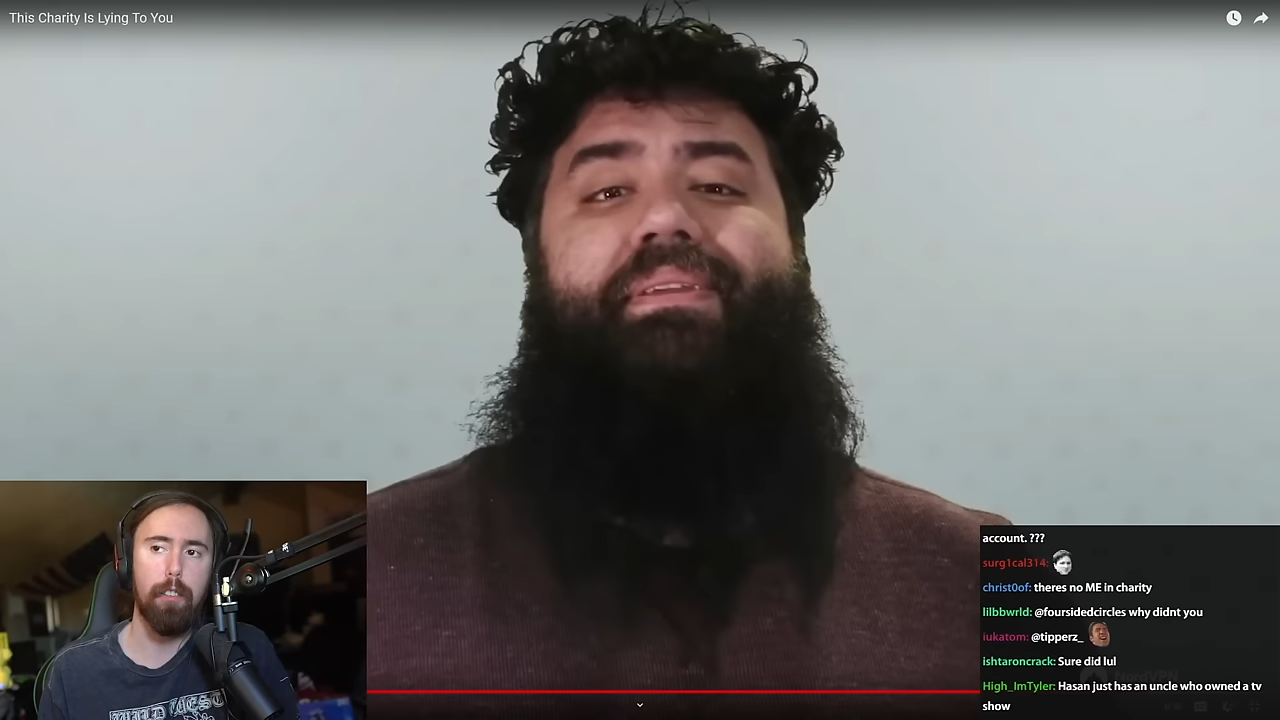 This Charity Is Lying To You
account. ???
surg1cal314:
christ0of: theres no ME in charity
lilbbwrld: @foursidedcircles why didnt you
iukatom: @tipperz_
ishtaroncrack: Sure did lul
High_ImTyler: Hasan just has an uncle who owned a tv
show